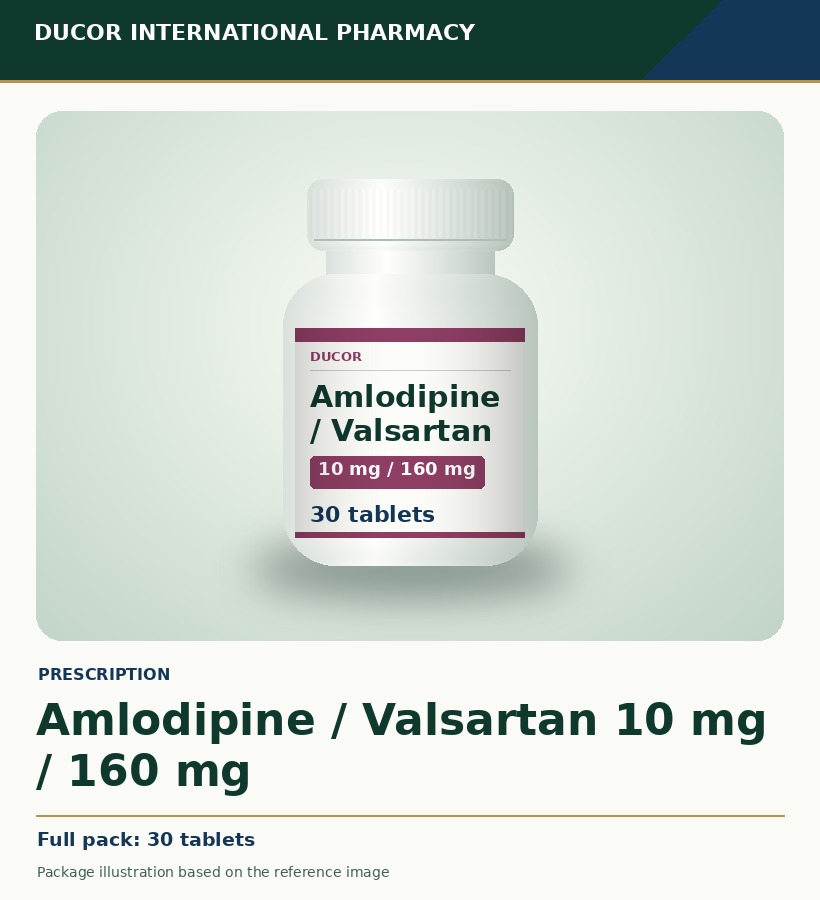 DUCOR INTERNATIONAL PHARMACY
DUCOR
Amlodipine
/ Valsartan
10 mg / 160 mg
30 tablets
PRESCRIPTION
Amlodipine / Valsartan 10 mg
/ 160 mg
Full pack: 30 tablets
Package illustration based on the reference image